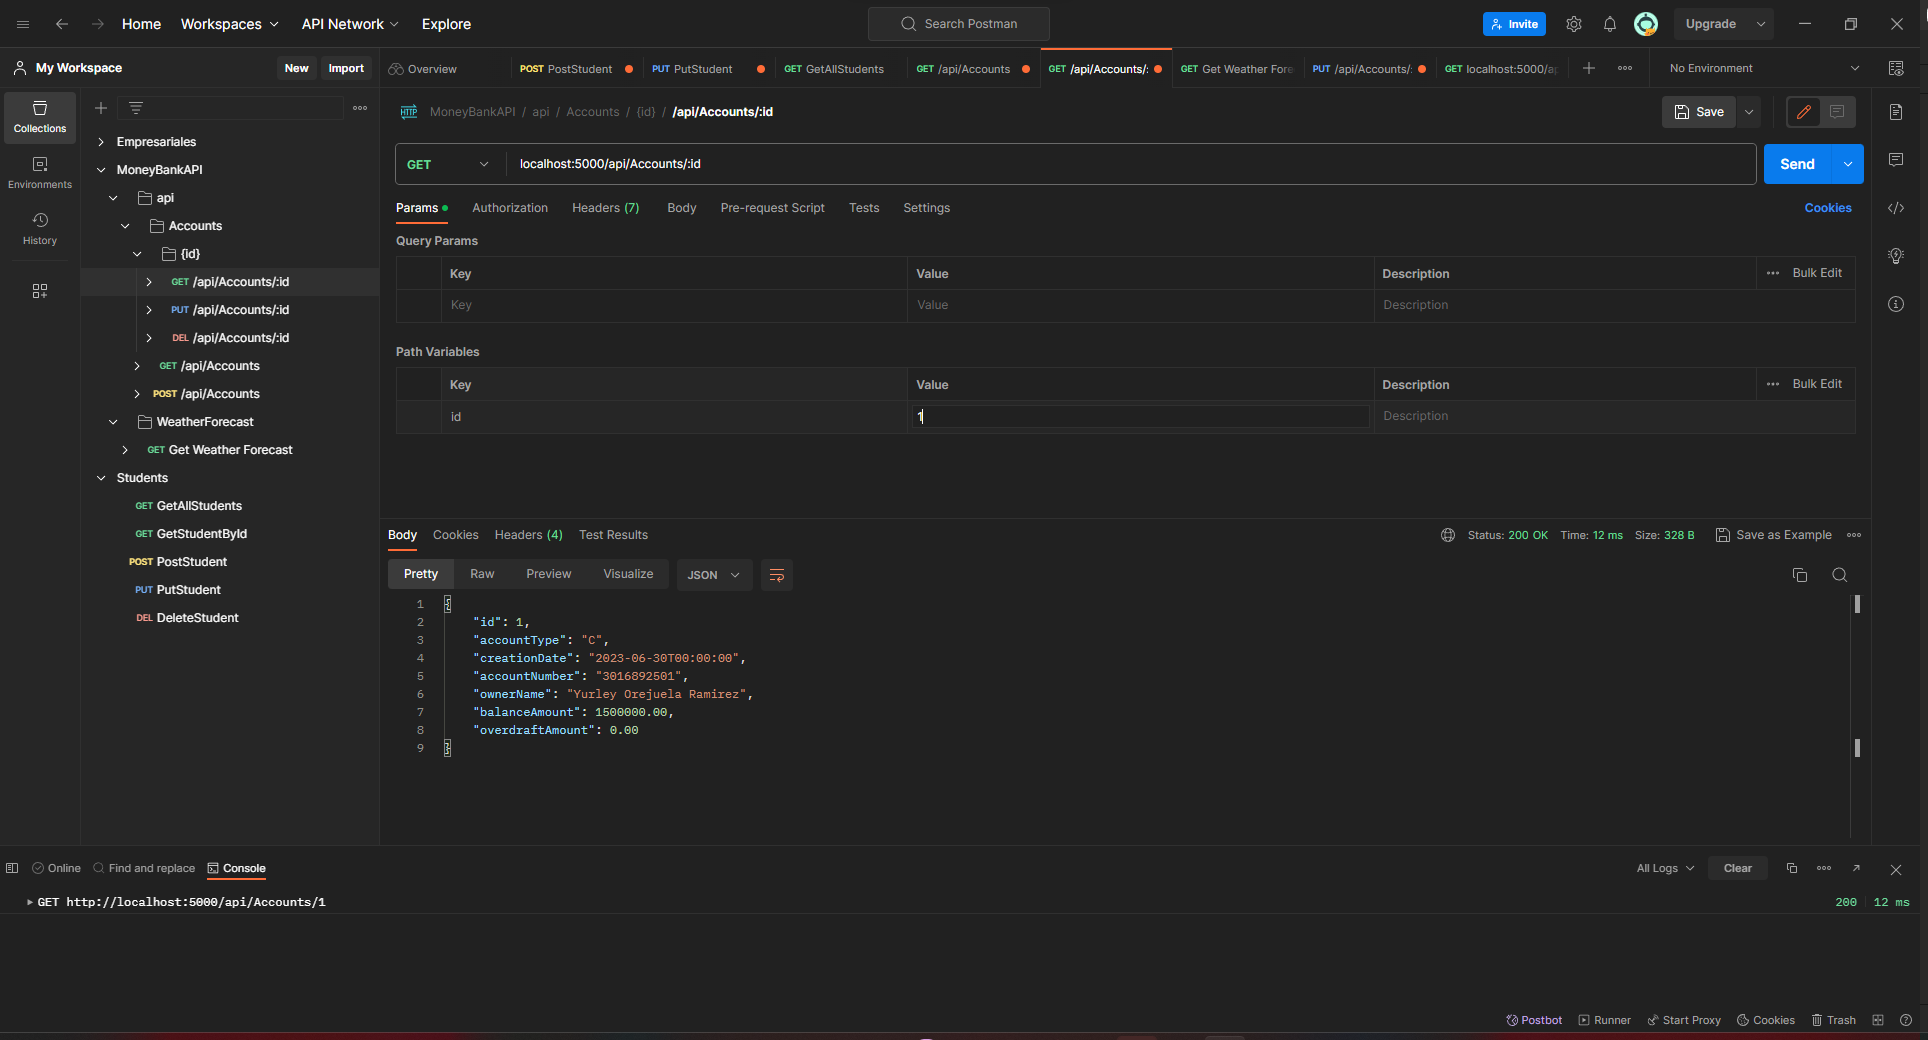 Home Workspaces API Network Explore Search Postman Invite Upgrade
My Workspace New Import Overview POST PostStudent PUT PutStudent GET GetAllStudents GET /api/Accounts GET /api/Accounts/: GET Get Weather Fore PUT /api/Accounts/: GET localhost:5000/ap No Environment
Collections
Environments
History
Empresariales
MoneyBankAPI
api
Accounts
{id}
GET /api/Accounts/:id
PUT /api/Accounts/:id
DEL /api/Accounts/:id
GET /api/Accounts
POST /api/Accounts
WeatherForecast
GET Get Weather Forecast
Students
GET GetAllStudents
GET GetStudentById
POST PostStudent
PUT PutStudent
DEL DeleteStudent
HTTP MoneyBankAPI / api / Accounts / {id} / /api/Accounts/:id Save
GET localhost:5000/api/Accounts/:id Send
Params Authorization Headers (7) Body Pre-request Script Tests Settings Cookies
Query Params
Key Value Description Bulk Edit
Key Value Description
Path Variables
Key Value Description Bulk Edit
id 1 Description
Body Cookies Headers (4) Test Results Status: 200 OK Time: 12 ms Size: 328 B Save as Example
Pretty Raw Preview Visualize JSON
1 {
2 "id": 1,
3 "accountType": "C",
4 "creationDate": "2023-06-30T00:00:00",
5 "accountNumber": "3016892501",
6 "ownerName": "Yurley Orejuela Ramirez",
7 "balanceAmount": 1500000.00,
8 "overdraftAmount": 0.00
9 }
Online Find and replace Console All Logs Clear
GET http://localhost:5000/api/Accounts/1 200 12 ms
Postbot Runner Start Proxy Cookies Trash